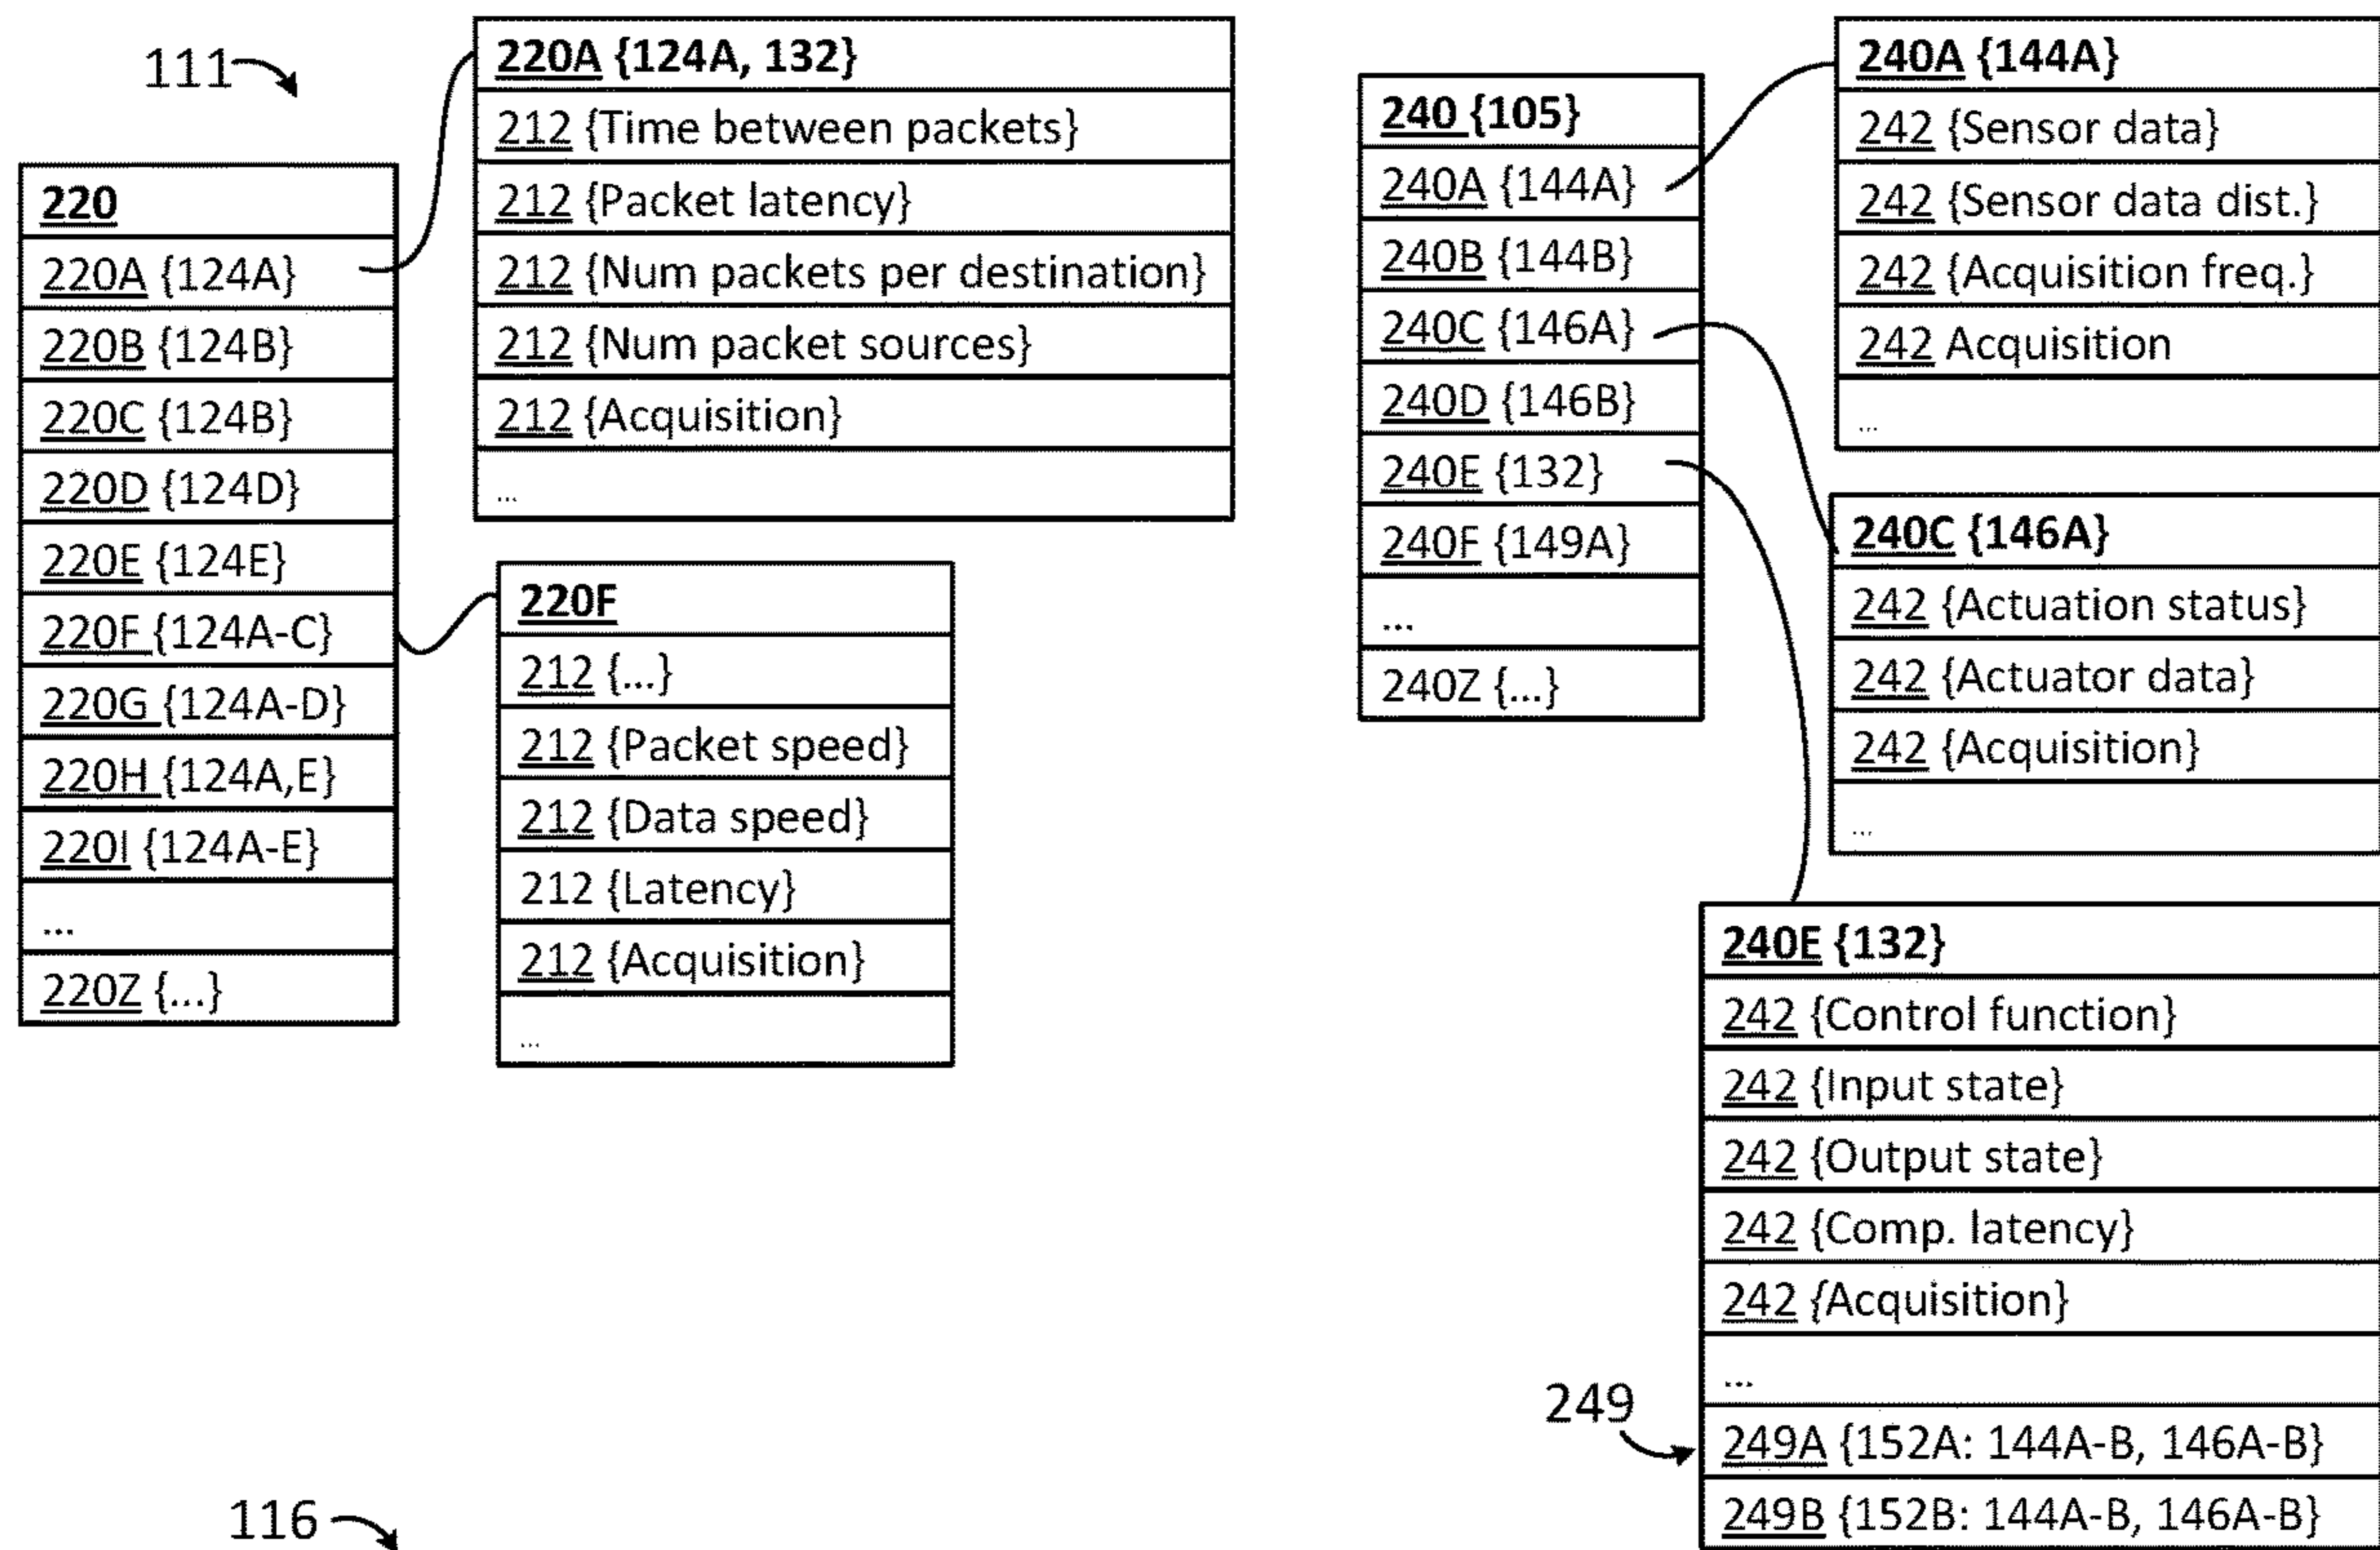 111
220
220A {124A}
220B {124B}
220C {124B}
220D {124D}
220E {124E}
220F {124A-C}
220G {124A-D}
220H {124A,E}
220I {124A-E}
...
220Z {...}
220A {124A, 132}
212 {Time between packets}
212 {Packet latency}
212 {Num packets per destination}
212 {Num packet sources}
212 {Acquisition}
...
220F
212 {...}
212 {Packet speed}
212 {Data speed}
212 {Latency}
212 {Acquisition}
...
240 {105}
240A {144A}
240B {144B}
240C {146A}
240D {146B}
240E {132}
240F {149A}
...
240Z {...}
240A {144A}
242 {Sensor data}
242 {Sensor data dist.}
242 {Acquisition freq.}
242 Acquisition
...
240C {146A}
242 {Actuation status}
242 {Actuator data}
242 {Acquisition}
...
240E {132}
242 {Control function}
242 {Input state}
242 {Output state}
242 {Comp. latency}
242 {Acquisition}
...
249
249A {152A: 144A-B, 146A-B}
249B {152B: 144A-B, 146A-B}
116